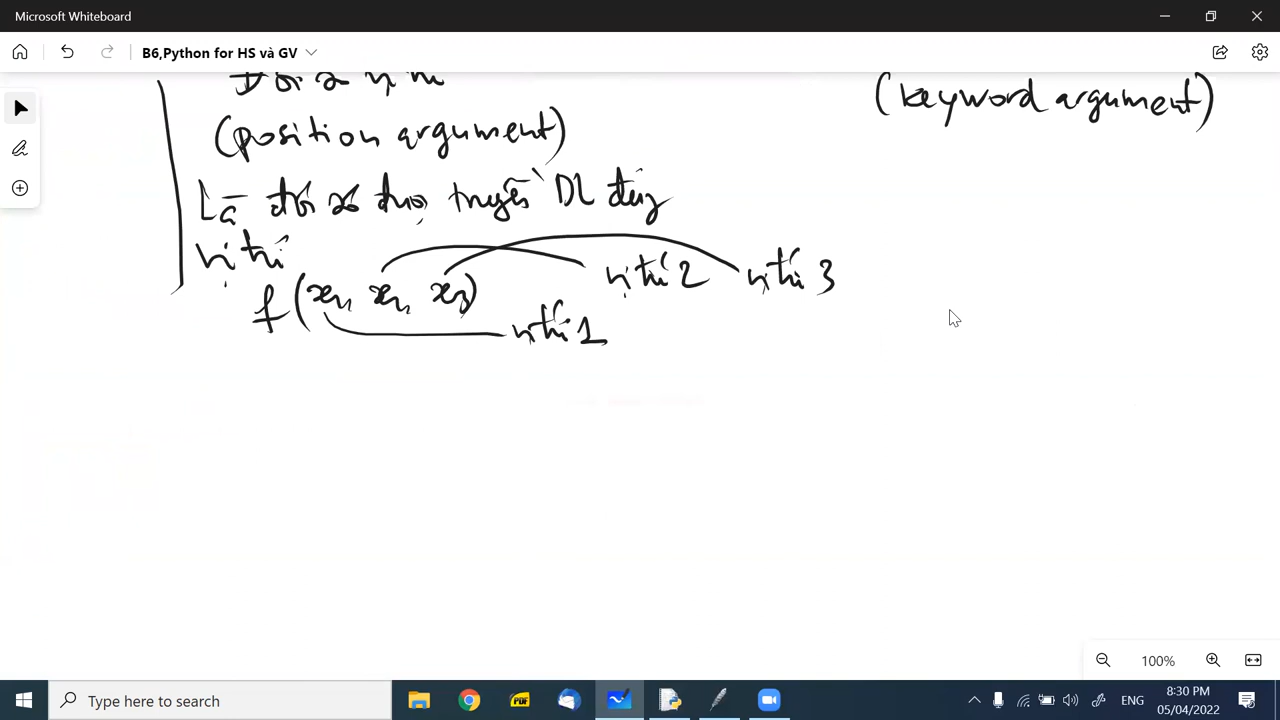 Microsoft Whiteboard
B6,Python for HS và GV
(keyword argument)
(position argument)
Là đối số được truyền DL đúng
vị trí
vị trí 2 vị trí 3
f(x1, x2, x3)
vị trí 1
100%
Type here to search
PDF
ENG
8:30 PM
05/04/2022